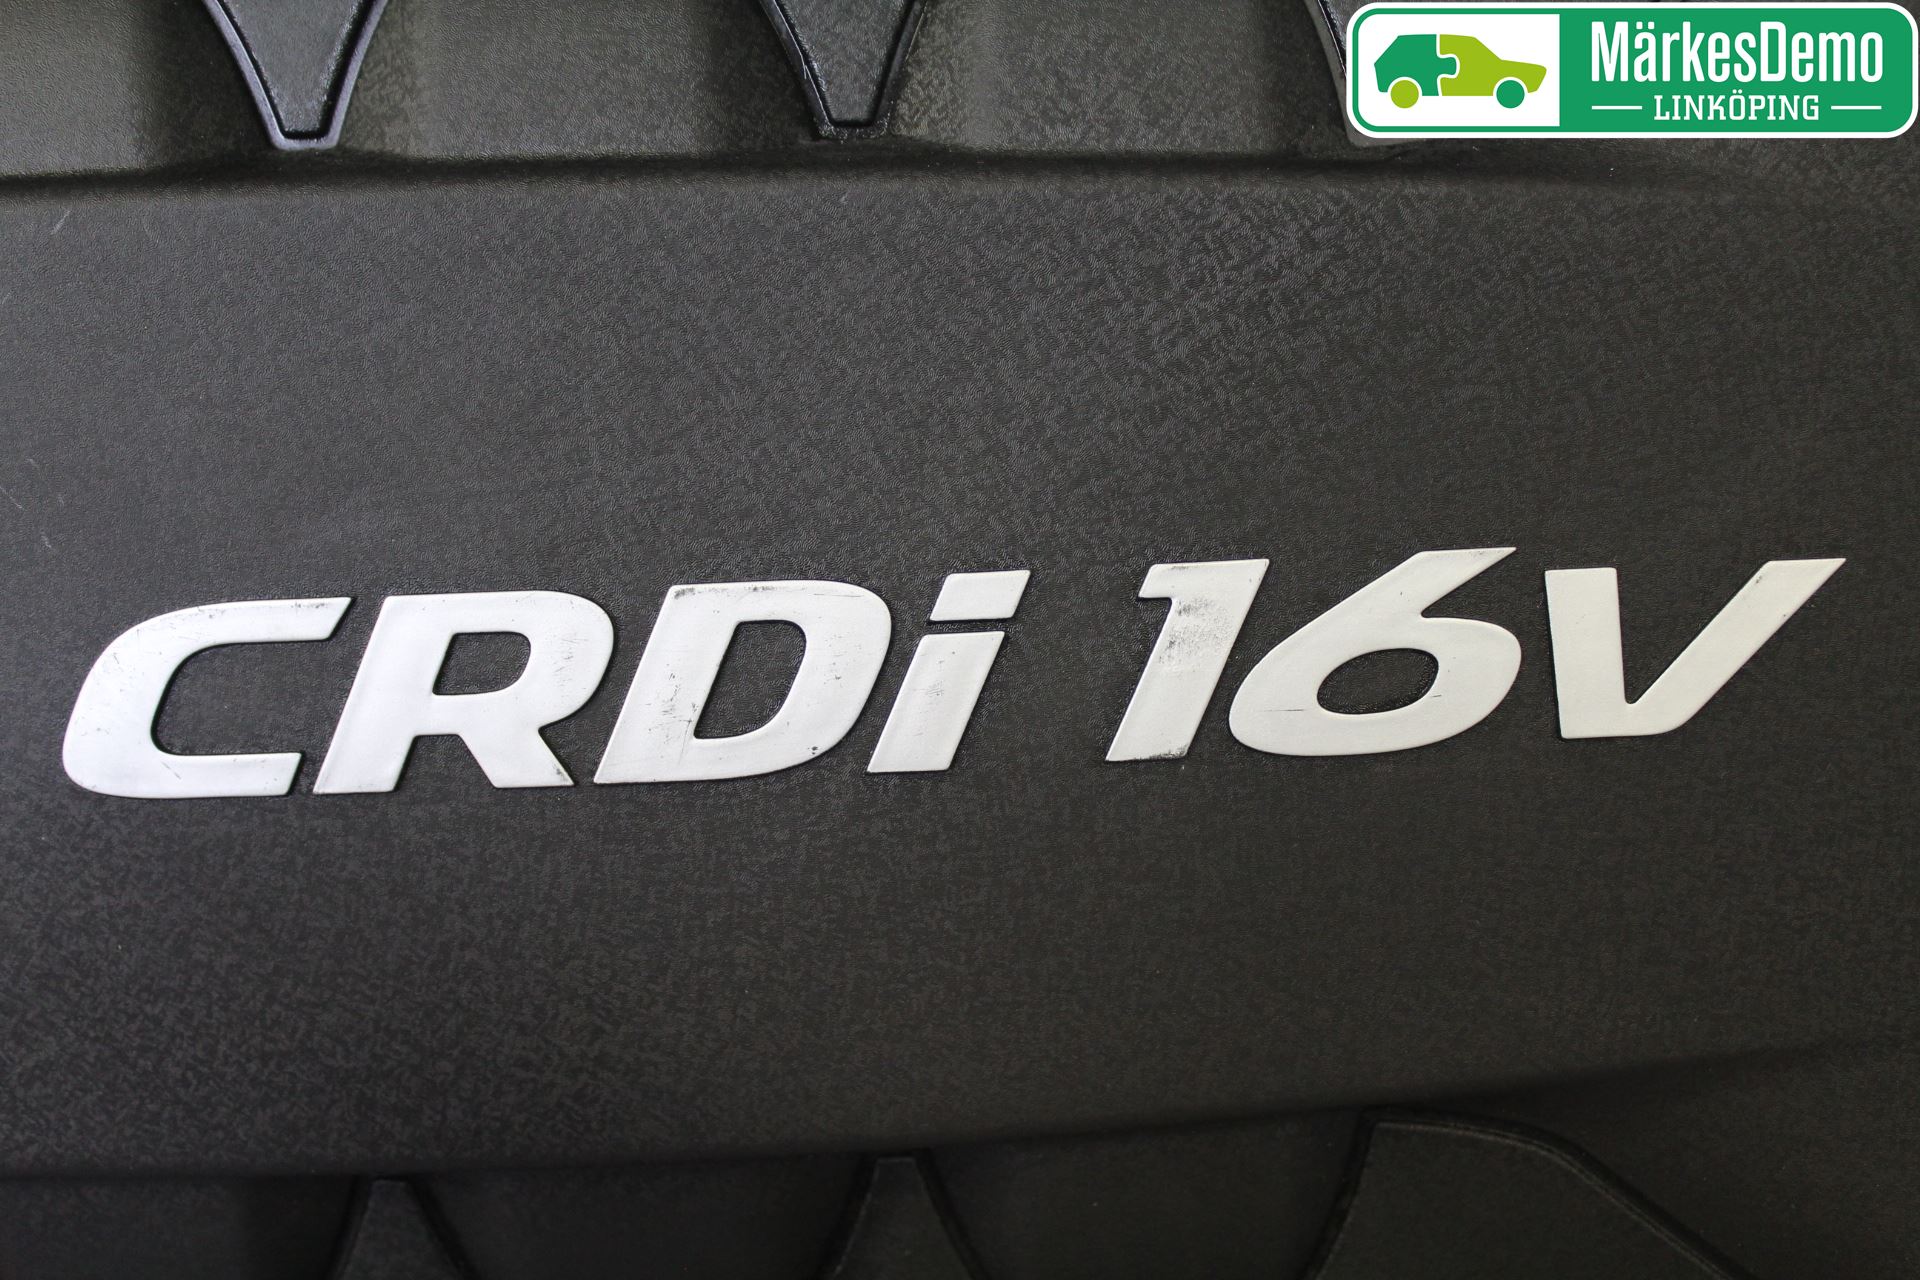 MärkesDemo
LINKÖPING
CRDi 16V